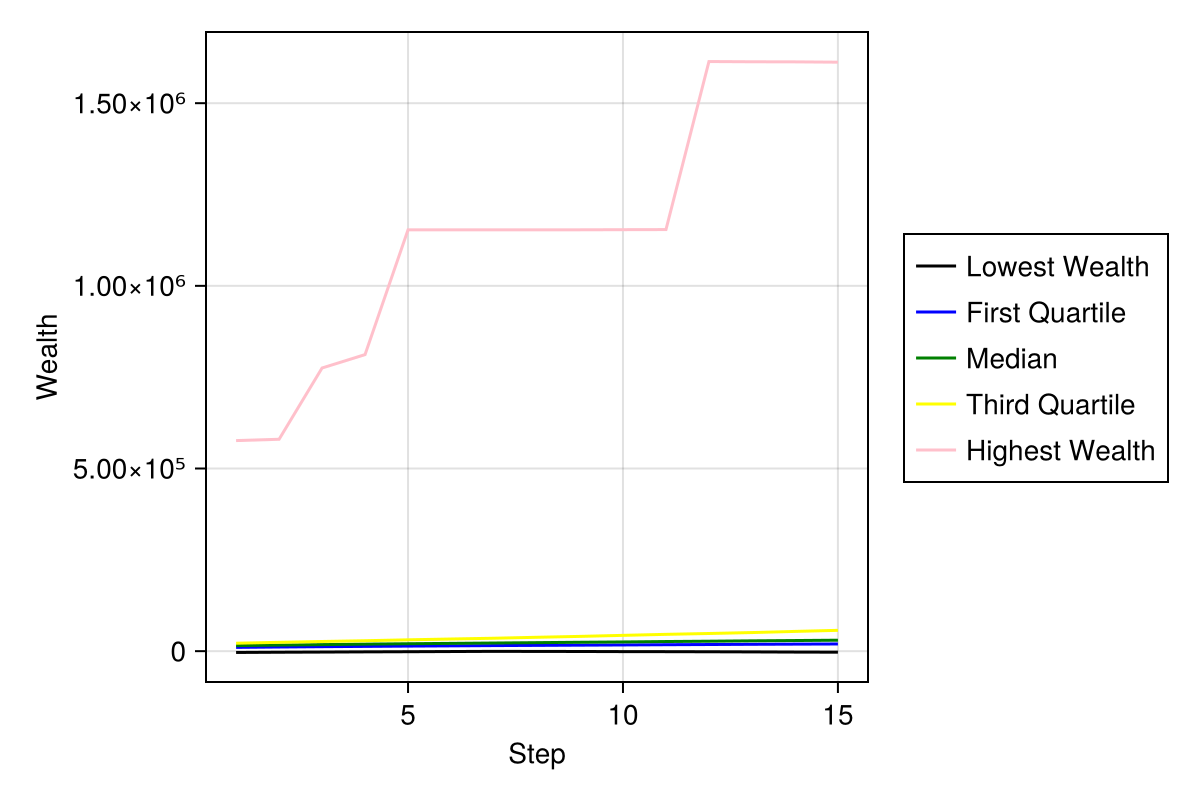 1.50×10⁶
1.00×10⁶
5.00×10⁵
0
Wealth
5 10 15
Step
Lowest Wealth
First Quartile
Median
Third Quartile
Highest Wealth